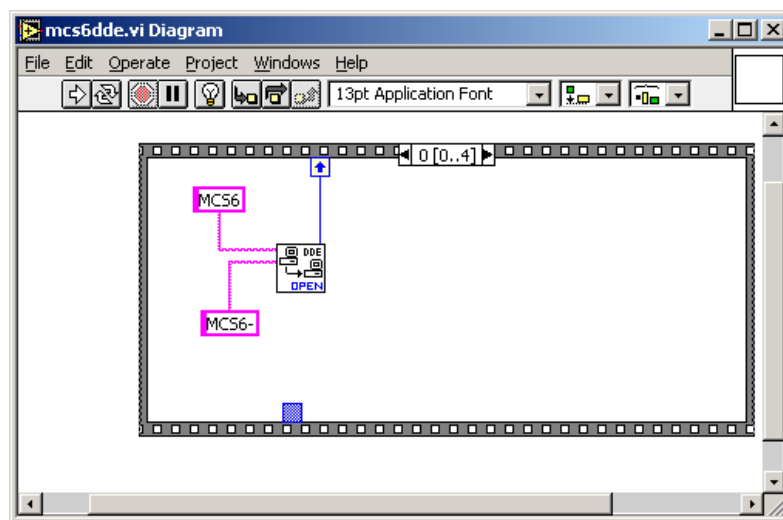 mcs6dde.vi Diagram
File Edit Operate Project Windows Help
13pt Application Font
0 [0..4]
MCS6
DDE
OPEN
MCS6-